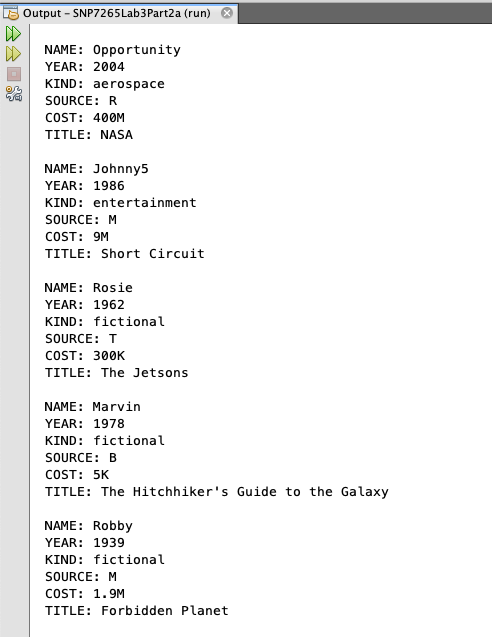 Output - SNP7265Lab3Part2a (run)
NAME: Opportunity
YEAR: 2004
KIND: aerospace
SOURCE: R
COST: 400M
TITLE: NASA
NAME: Johnny5
YEAR: 1986
KIND: entertainment
SOURCE: M
COST: 9M
TITLE: Short Circuit
NAME: Rosie
YEAR: 1962
KIND: fictional
SOURCE: T
COST: 300K
TITLE: The Jetsons
NAME: Marvin
YEAR: 1978
KIND: fictional
SOURCE: B
COST: 5K
TITLE: The Hitchhiker's Guide to the Galaxy
NAME: Robby
YEAR: 1939
KIND: fictional
SOURCE: M
COST: 1.9M
TITLE: Forbidden Planet